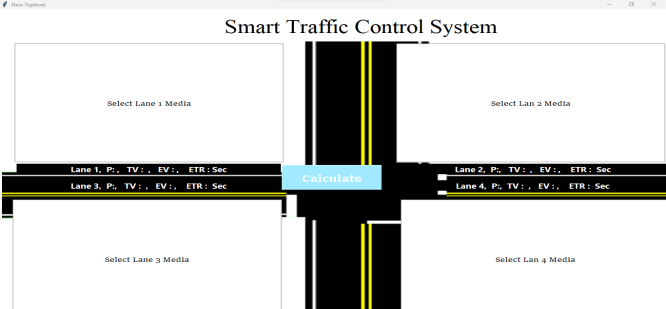 New Toplevel
Smart Traffic Control System
Select Lane 1 Media
Select Lan 2 Media
Lane 1, P: , TV : , EV : , ETR : Sec
Lane 2, P:, TV : , EV : , ETR : Sec
Calculate
Lane 3, P:, TV : , EV : , ETR : Sec
Lane 4, P:, TV : , EV : , ETR : Sec
Select Lane 3 Media
Select Lan 4 Media